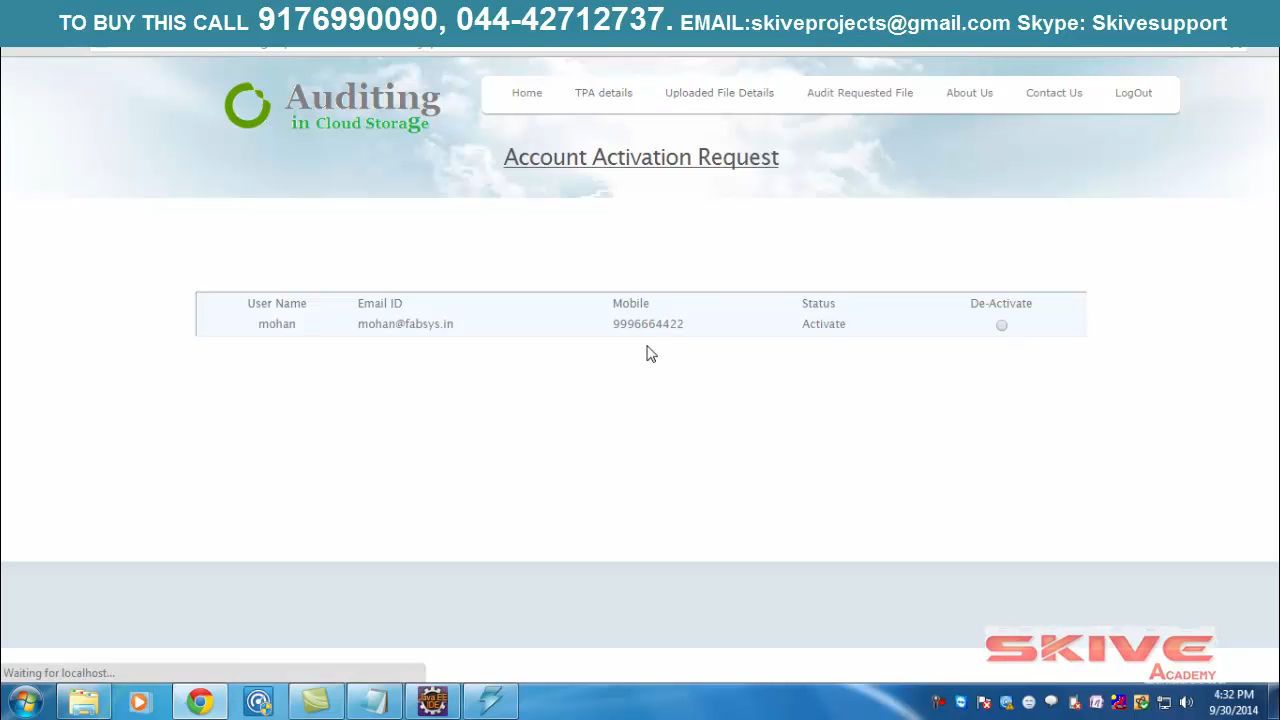 TO BUY THIS CALL 9176990090, 044-42712737. EMAIL:skiveprojects@gmail.com Skype: Skivesupport
Auditing
in Cloud Storage
Home TPA details Uploaded File Details Audit Requested File About Us Contact Us LogOut
Account Activation Request
User Name Email ID Mobile Status De-Activate
mohan mohan@fabsys.in 9996664422 Activate
SKIVE
ACADEMY
Waiting for localhost...
Java EE
IDE
4:32 PM
9/30/2014